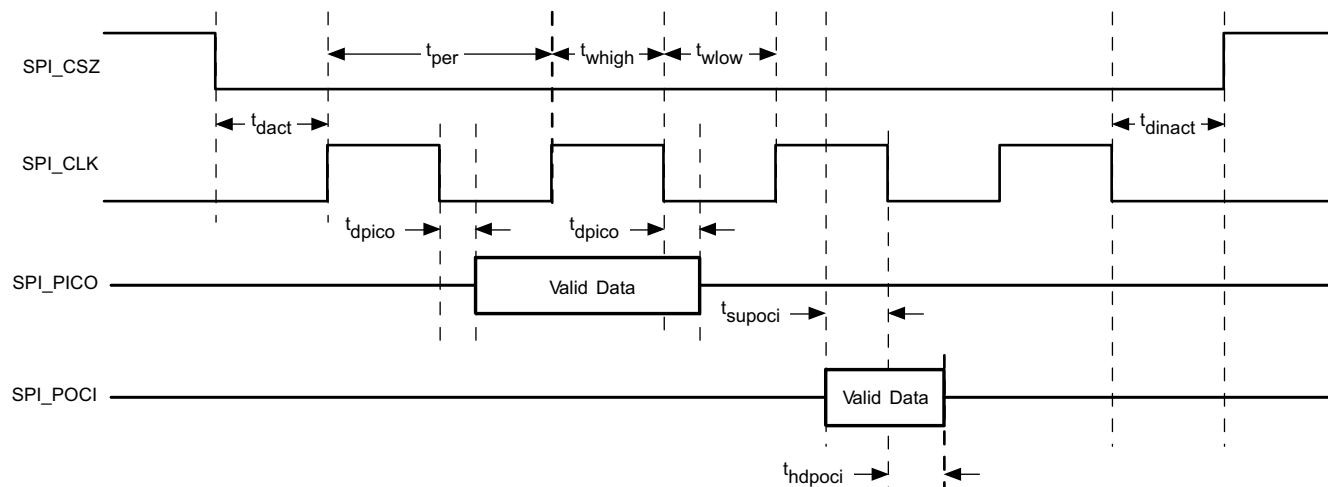 SPI_CSZ
t_per
t_whigh
t_wlow
t_dact
t_dinact
SPI_CLK
t_dpico
t_dpico
SPI_PICO
Valid Data
t_supoci
SPI_POCI
Valid Data
t_hdpoci